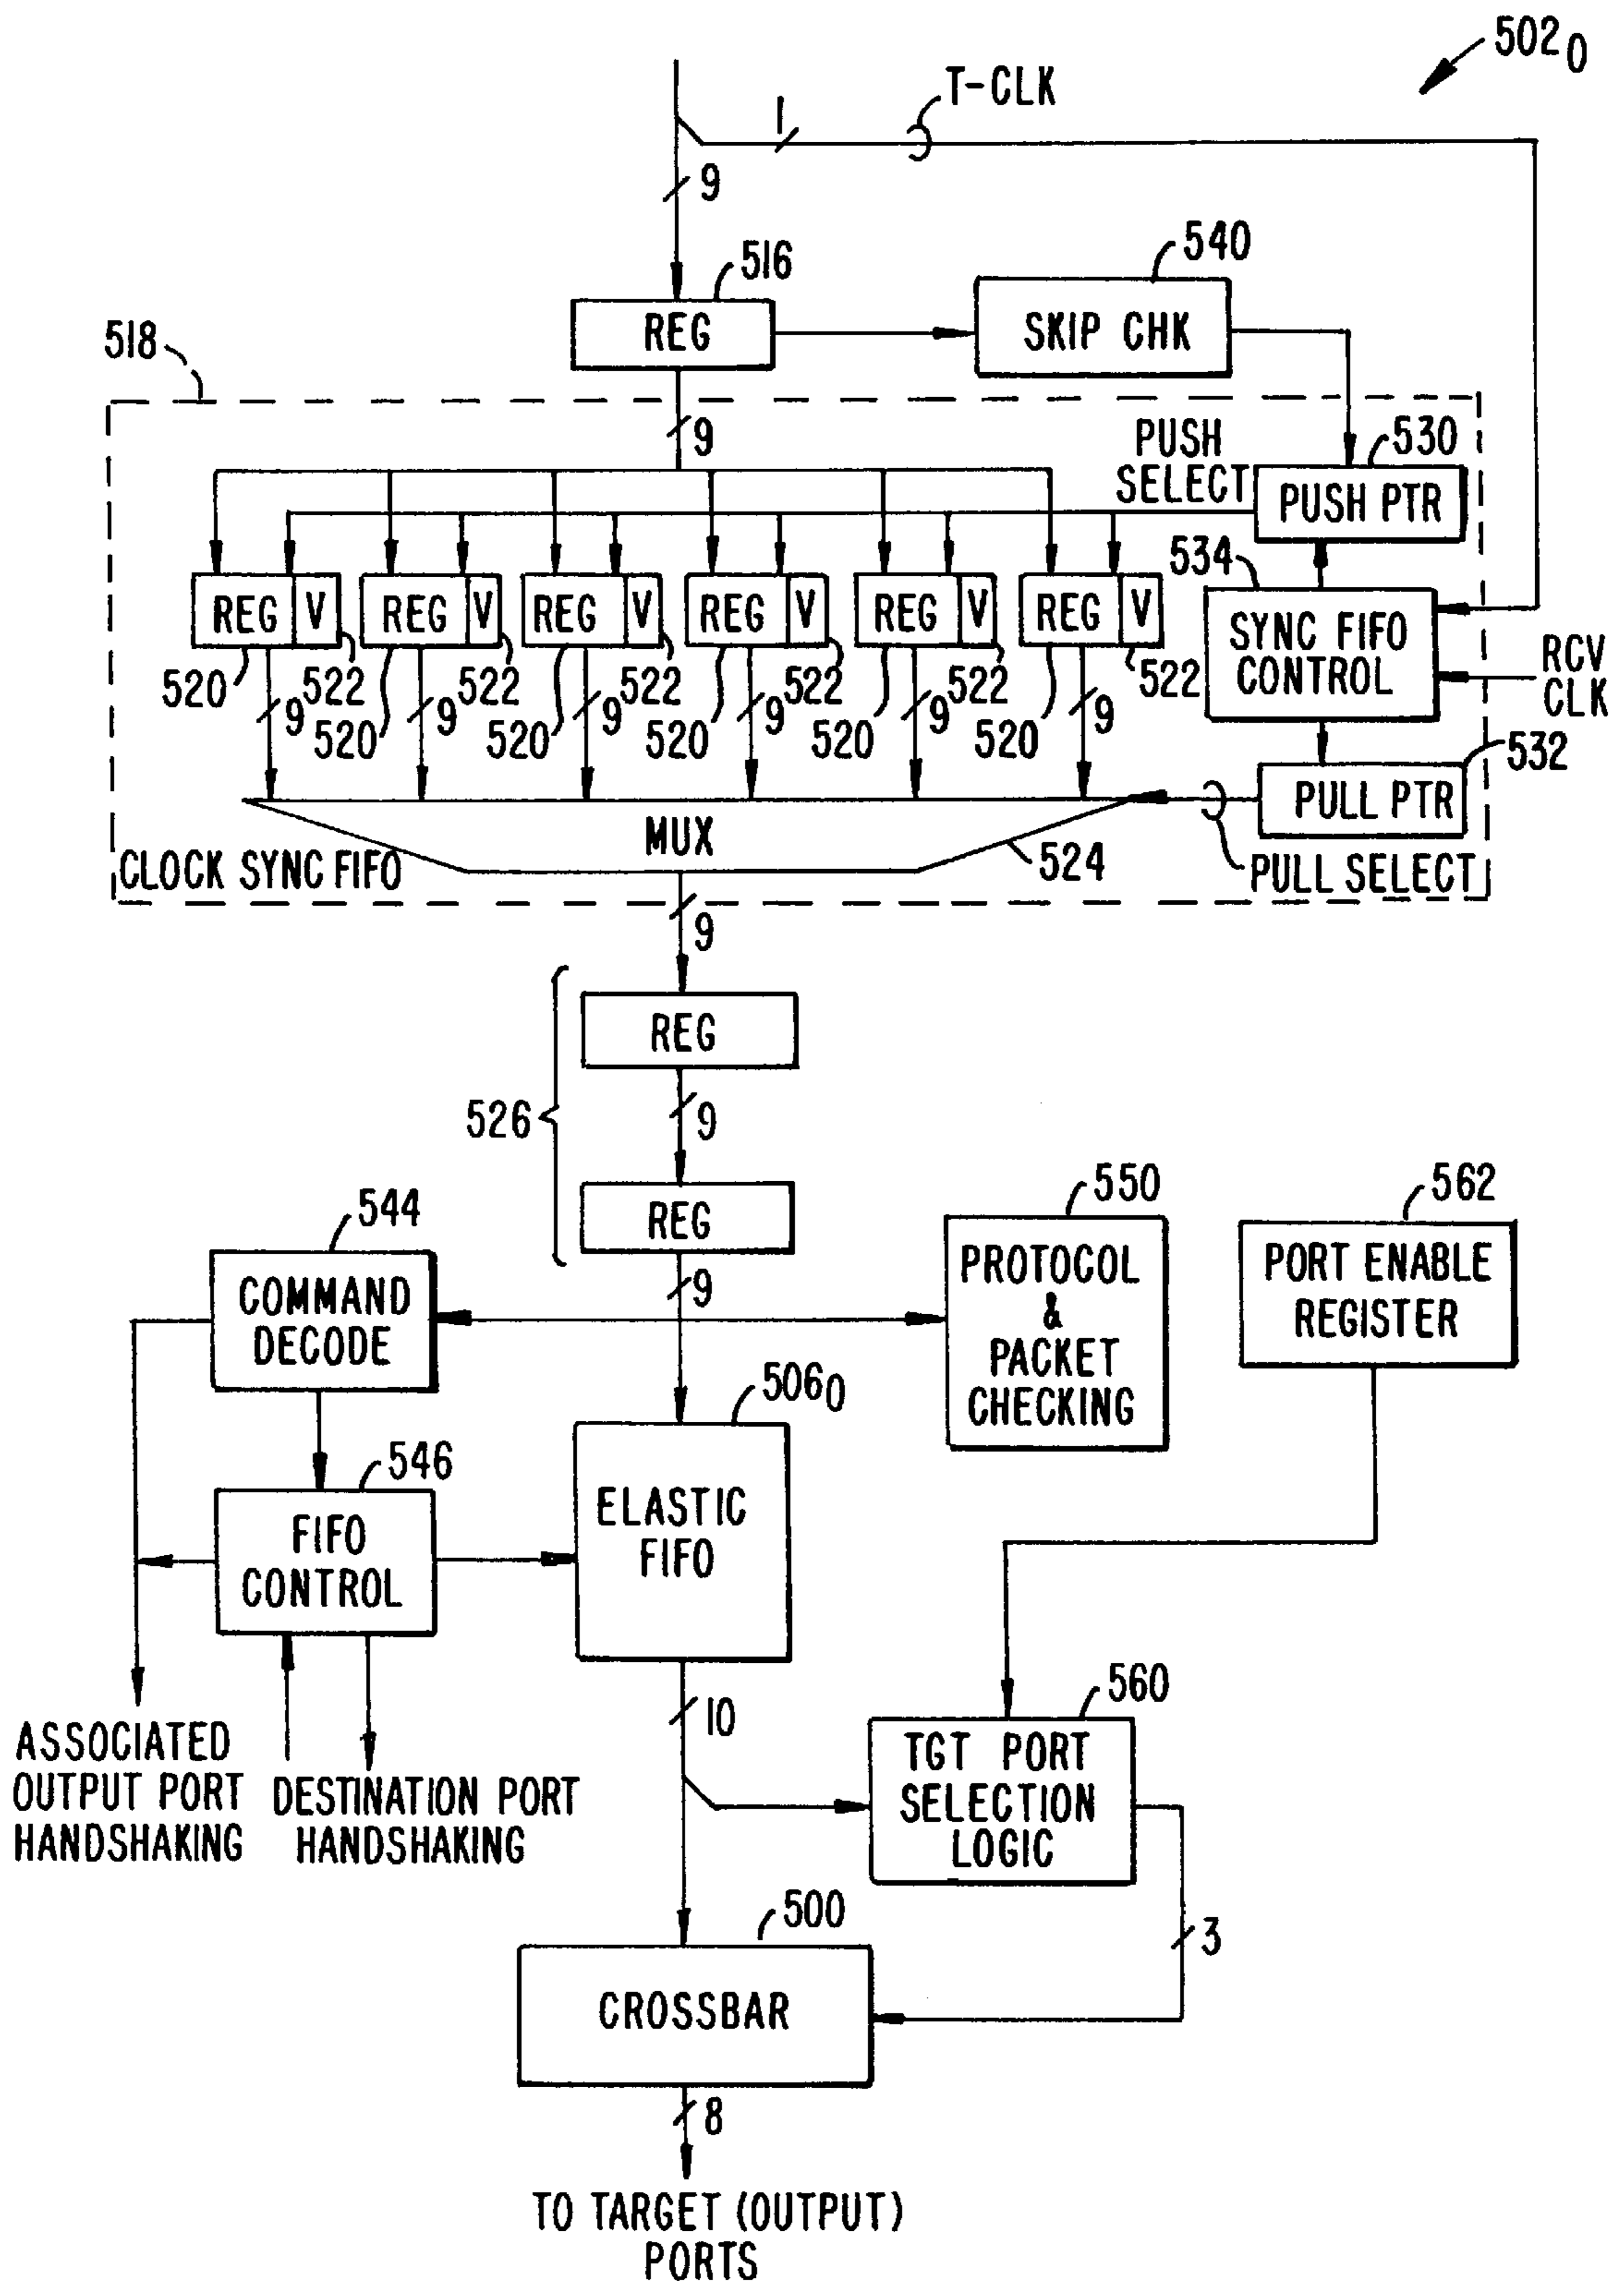 502₀
T-CLK
1
9
516
540
REG
SKIP CHK
518
9
PUSH
SELECT
530
PUSH PTR
534
REG V REG V REG V REG V REG V REG V
SYNC FIFO
CONTROL
RCV
CLK
520 522 522 522 522 522 522
9 9 9 9 9 9
520 520 520 520 520
532
PULL PTR
MUX
524
CLOCK SYNC FIFO
PULL SELECT
9
REG
526
9
REG
9
544
COMMAND
DECODE
550
PROTOCOL
&
PACKET
CHECKING
562
PORT ENABLE
REGISTER
506₀
546
FIFO
CONTROL
ELASTIC
FIFO
10
560
TGT PORT
SELECTION
LOGIC
ASSOCIATED
OUTPUT PORT
HANDSHAKING
DESTINATION PORT
HANDSHAKING
500
3
CROSSBAR
8
TO TARGET (OUTPUT)
PORTS